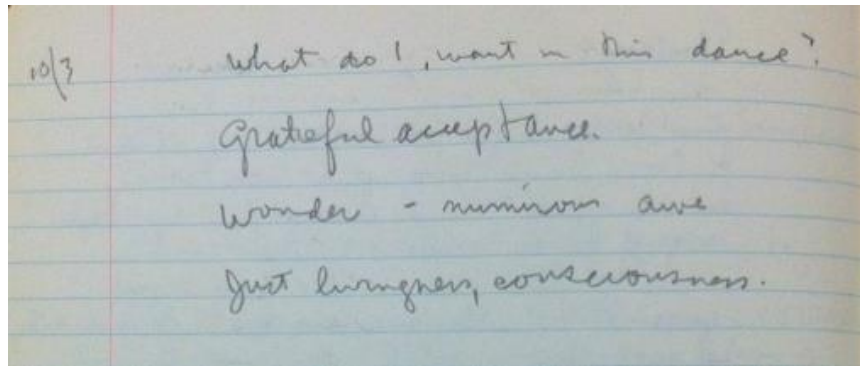 10/3 What do I, want in this dance?
Grateful acceptance.
Wonder - numinous awe
Just livingness, consciousness.